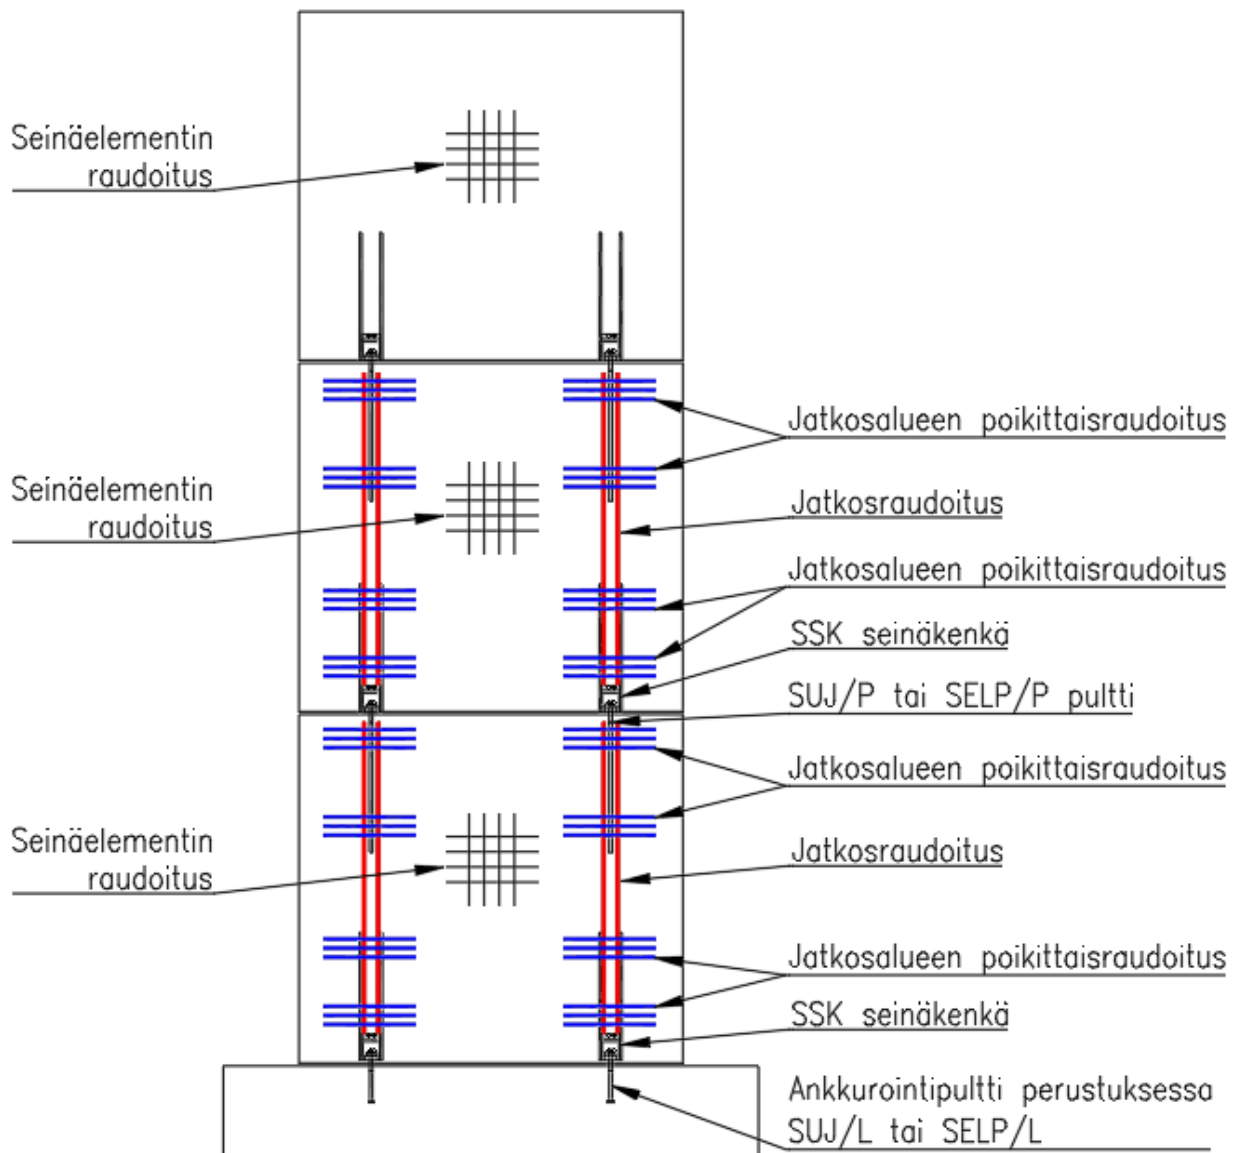 Seinäelementin
raudoitus
Jatkosalueen poikittaisraudoitus
Seinäelementin
raudoitus
Jatkosraudoitus
Jatkosalueen poikittaisraudoitus
SSK seinäkenkä
SUJ/P tai SELP/P pultti
Jatkosalueen poikittaisraudoitus
Seinäelementin
raudoitus
Jatkosraudoitus
Jatkosalueen poikittaisraudoitus
SSK seinäkenkä
Ankkurointipultti perustuksessa
SUJ/L tai SELP/L